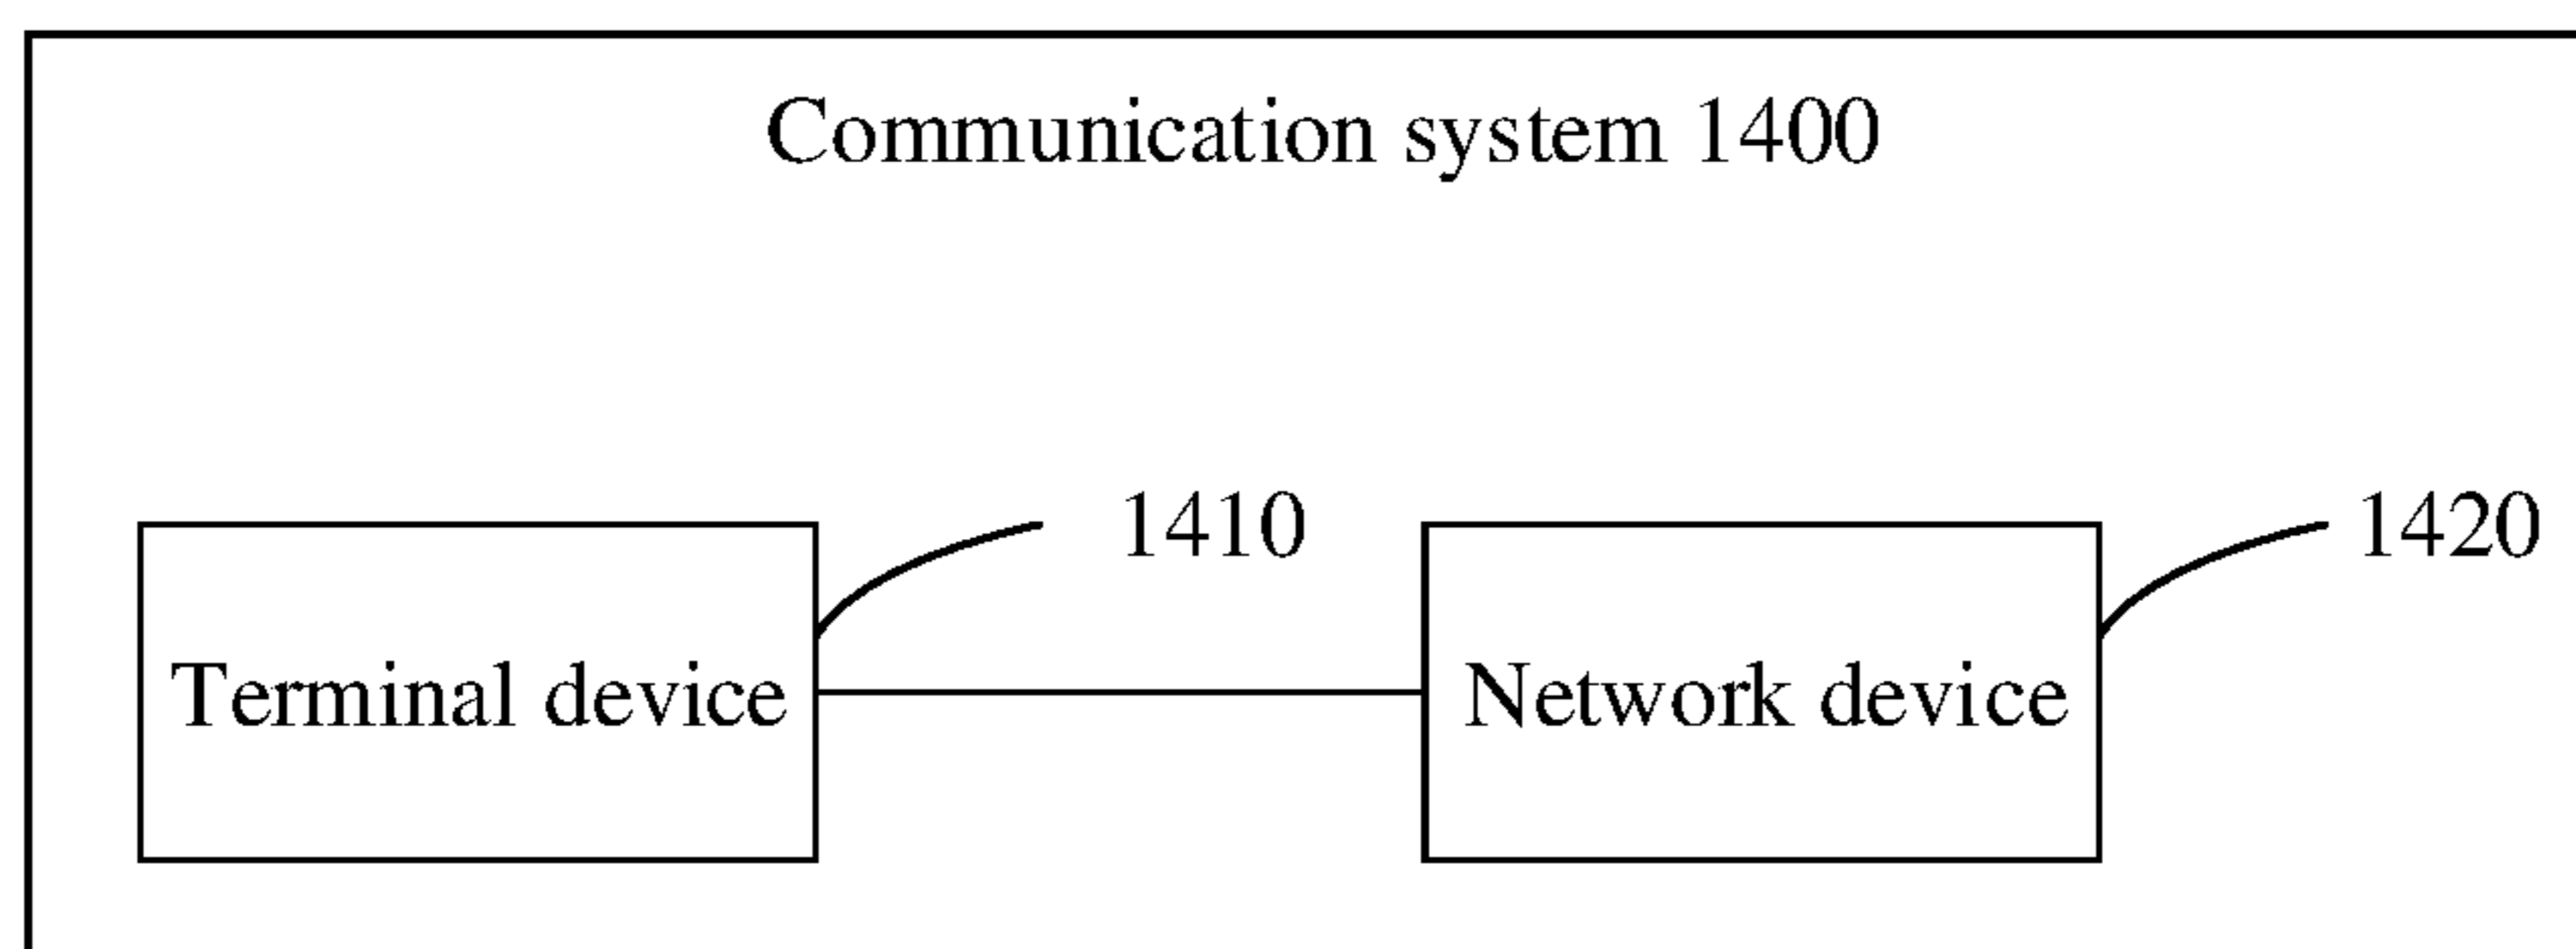 Communication system 1400
1410
1420
Terminal device
Network device